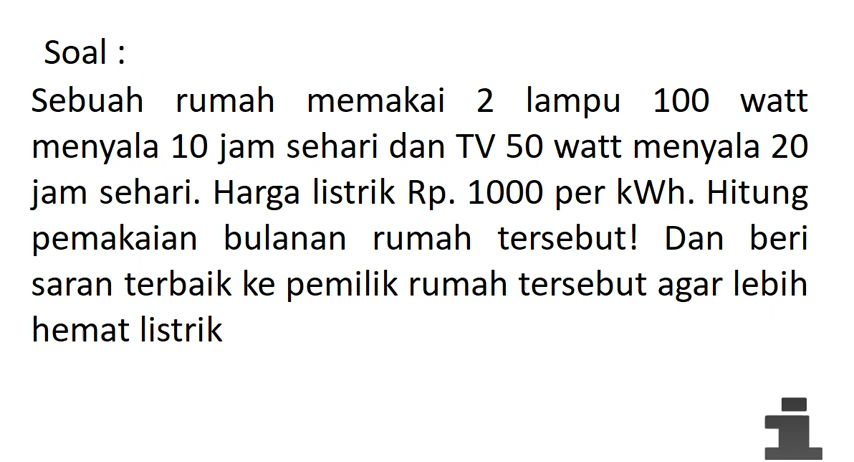 Soal :
Sebuah rumah memakai 2 lampu 100 watt
menyala 10 jam sehari dan TV 50 watt menyala 20
jam sehari. Harga listrik Rp. 1000 per kWh. Hitung
pemakaian bulanan rumah tersebut! Dan beri
saran terbaik ke pemilik rumah tersebut agar lebih
hemat listrik